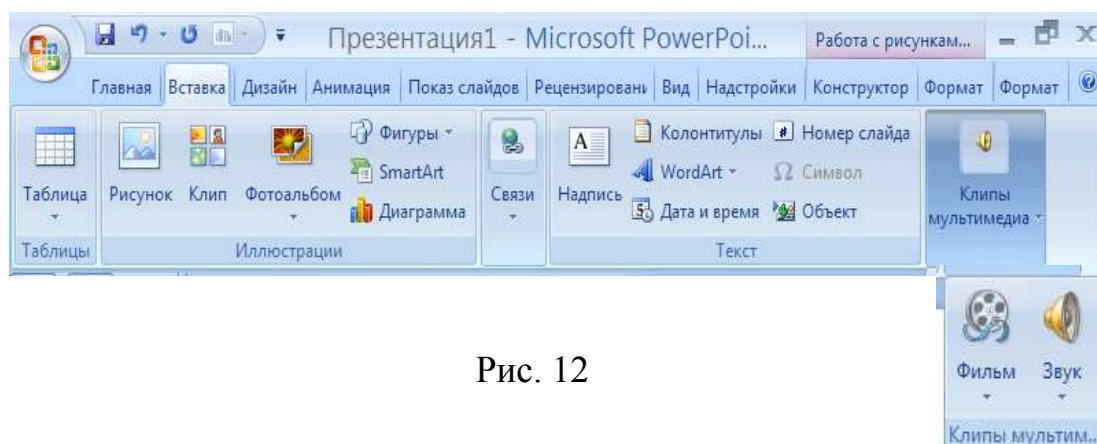 Презентация1 - Microsoft PowerPoi... Работа с рисункам...
Главная Вставка Дизайн Анимация Показ слайдов Рецензировани Вид Надстройки Конструктор Формат Формат
Таблица Рисунок Клип Фотоальбом Фигуры SmartArt Диаграмма Связи Надпись Колонтитулы WordArt Дата и время # Номер слайда Ω Символ Объект Клипы мультимедиа
Таблицы Иллюстрации Текст
Рис. 12
Фильм Звук
Клипы мультим..